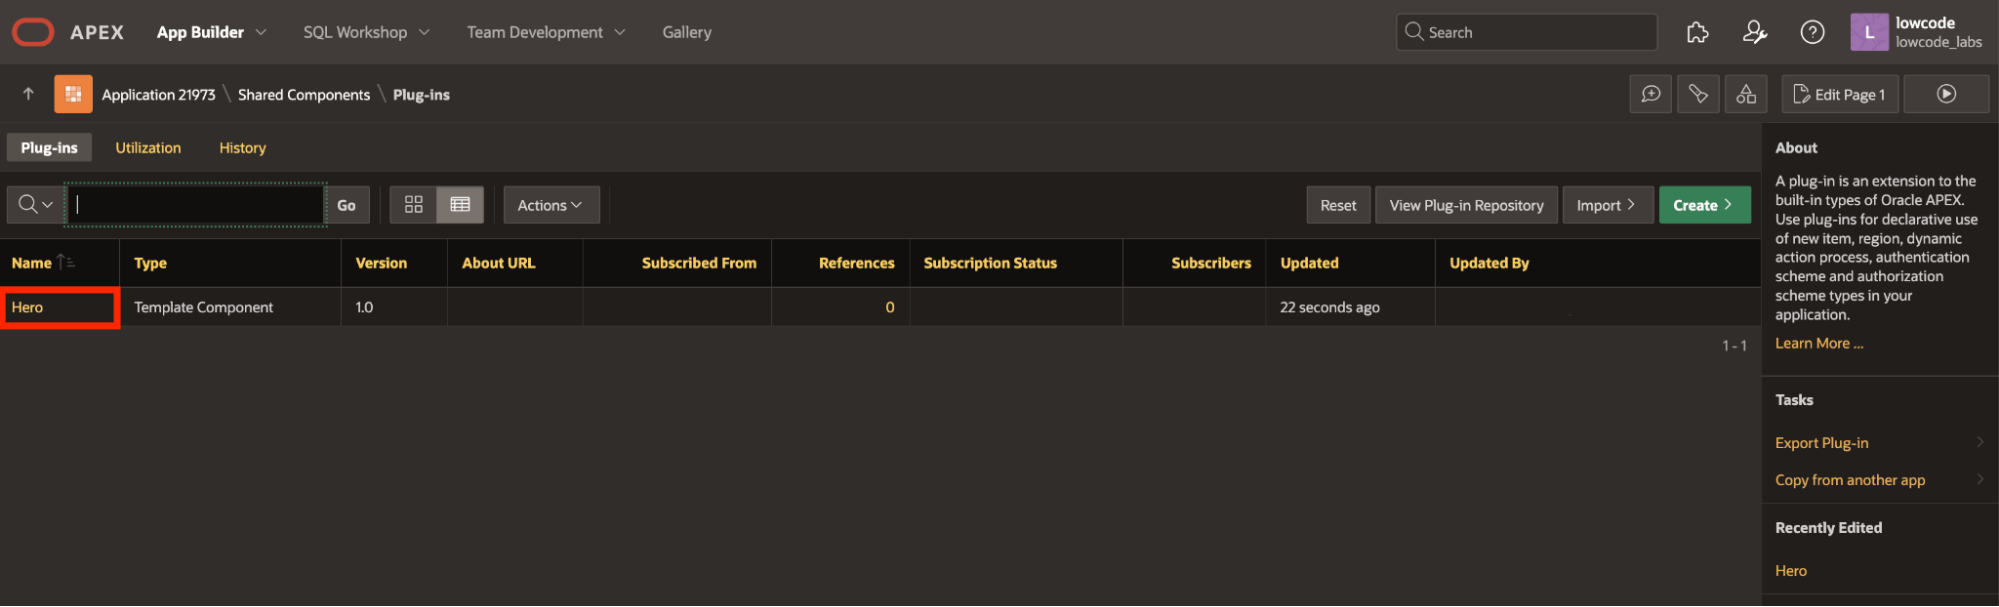 APEX App Builder SQL Workshop Team Development Gallery Search L lowcode
lowcode_labs
Application 21973 \ Shared Components \ Plug-ins Edit Page 1
Plug-ins Utilization History
Go Actions Reset View Plug-in Repository Import Create
Name Type Version About URL Subscribed From References Subscription Status Subscribers Updated Updated By
Hero Template Component 1.0 0 22 seconds ago
1 - 1
About
A plug-in is an extension to the
built-in types of Oracle APEX.
Use plug-ins for declarative use
of new item, region, dynamic
action process, authentication
scheme and authorization
scheme types in your
application.
Learn More ...
Tasks
Export Plug-in
Copy from another app
Recently Edited
Hero